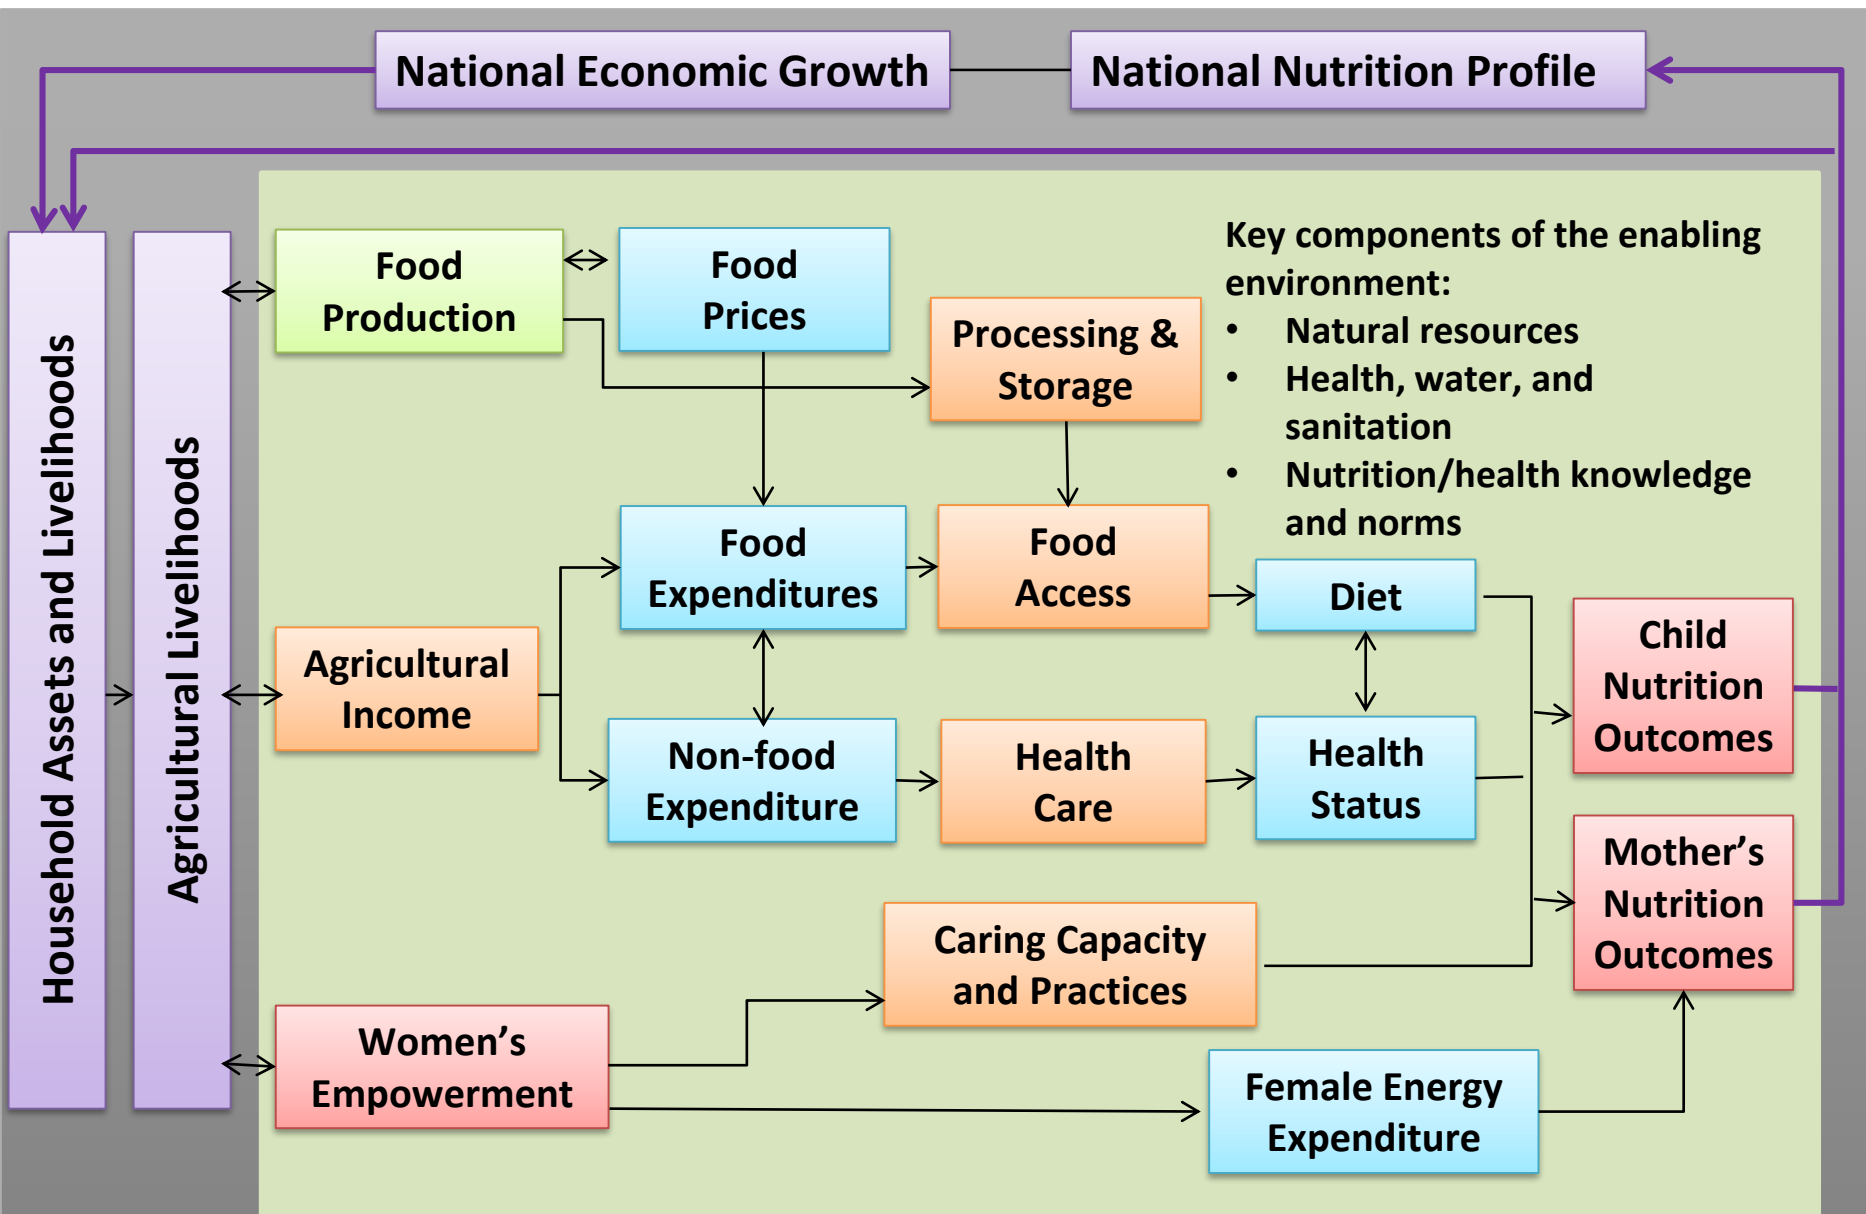 National Economic Growth
National Nutrition Profile
Household Assets and Livelihoods
Agricultural Livelihoods
Food
Production
Food
Prices
Processing &
Storage
Key components of the enabling
environment:
• Natural resources
• Health, water, and
sanitation
• Nutrition/health knowledge
and norms
Food
Expenditures
Food
Access
Diet
Child
Nutrition
Outcomes
Agricultural
Income
Non-food
Expenditure
Health
Care
Health
Status
Mother’s
Nutrition
Outcomes
Caring Capacity
and Practices
Women’s
Empowerment
Female Energy
Expenditure